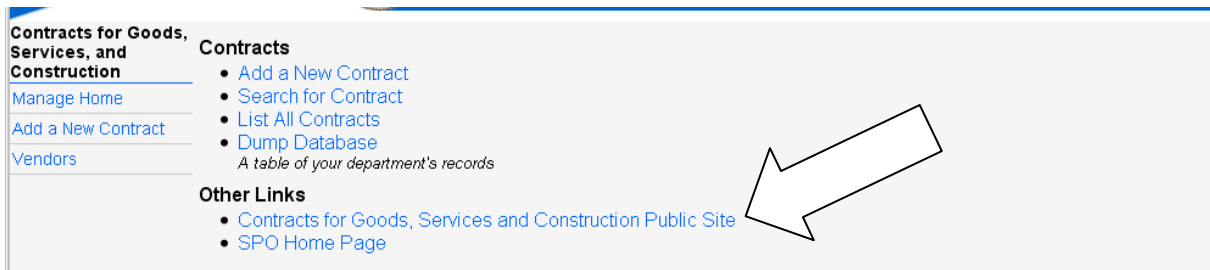 Contracts for Goods,
Services, and
Construction
Manage Home
Add a New Contract
Vendors
Contracts
• Add a New Contract
• Search for Contract
• List All Contracts
• Dump Database
A table of your department's records
Other Links
• Contracts for Goods, Services and Construction Public Site
• SPO Home Page